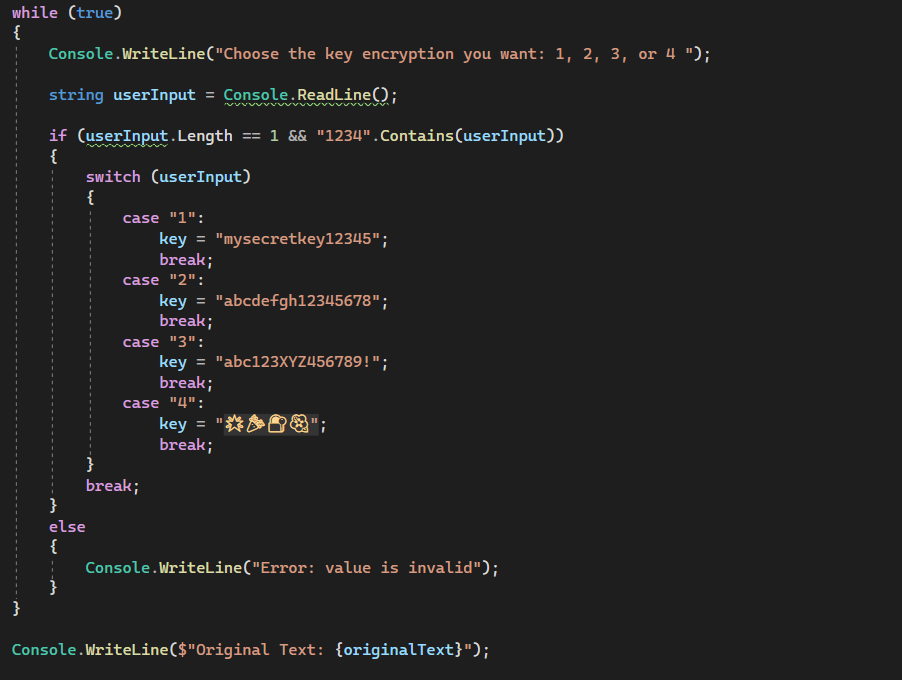 while (true)
{
Console.WriteLine("Choose the key encryption you want: 1, 2, 3, or 4 ");
string userInput = Console.ReadLine();
if (userInput.Length == 1 && "1234".Contains(userInput))
{
switch (userInput)
{
case "1":
key = "mysecretkey12345";
break;
case "2":
key = "abcdefgh12345678";
break;
case "3":
key = "abc123XYZ456789!";
break;
case "4":
key = "";
break;
}
break;
}
else
{
Console.WriteLine("Error: value is invalid");
}
}
Console.WriteLine($"Original Text: {originalText}");